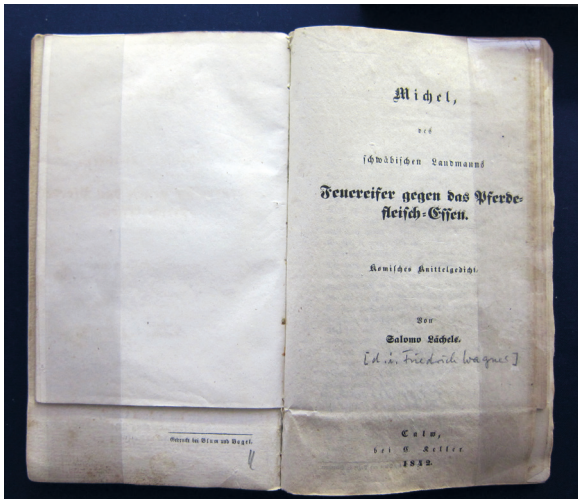 Gedruckt bei Blum und Vogel.
Michel,
des
schwäbischen Landmanns
Feuereifer gegen das Pferde-
fleisch-Essen.
Komisches Knittelgedicht.
Von
Salomo Lächele.
[d. i. Friedrich Wagner]
Calw,
bei C Keller
1842.